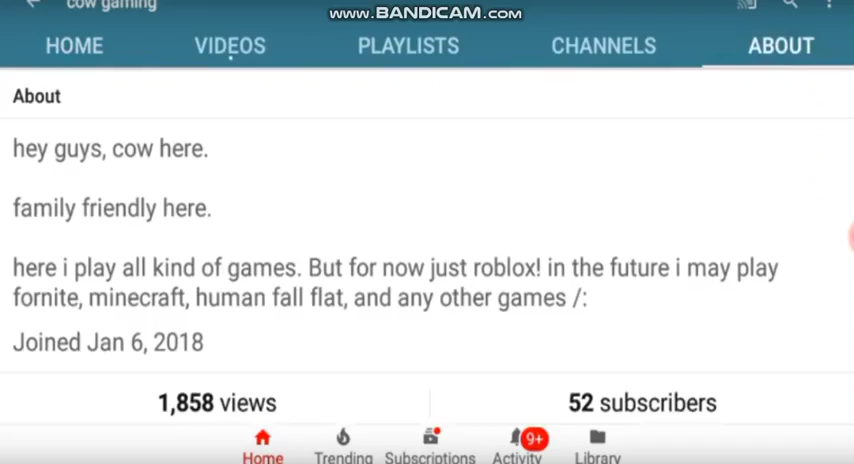 cow gaming
www.BANDICAM.com
HOME VIDEOS PLAYLISTS CHANNELS ABOUT
About
hey guys, cow here.
family friendly here.
here i play all kind of games. But for now just roblox! in the future i may play
fornite, minecraft, human fall flat, and any other games /:
Joined Jan 6, 2018
1,858 views 52 subscribers
9+
Home Trending Subscriptions Activity Library